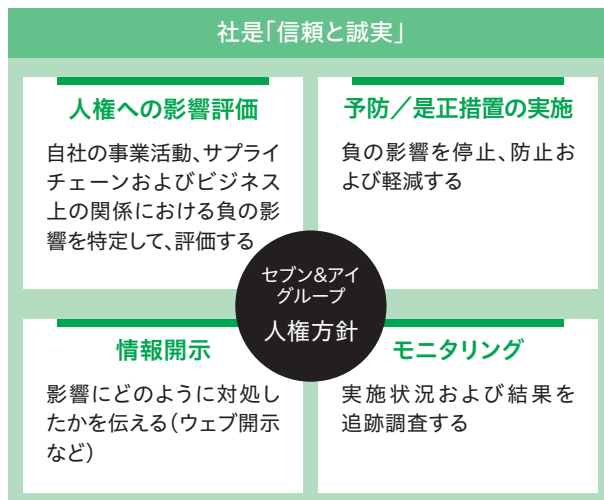 社是「信頼と誠実」
人権への影響評価
自社の事業活動、サプライ
チェーンおよびビジネス
上の関係における負の影
響を特定して、評価する
予防／是正措置の実施
負の影響を停止、防止お
よび軽減する
セブン&アイ
グループ
人権方針
情報開示
影響にどのように対処し
たかを伝える（ウェブ開示
など）
モニタリング
実施状況および結果を
追跡調査する